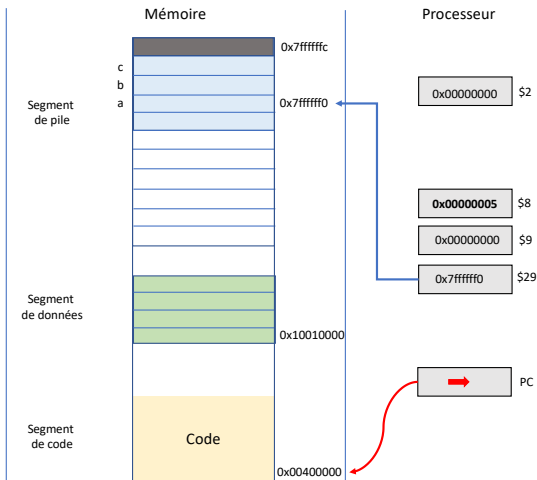 Mémoire
Processeur
0x7ffffffc
c
b
a
0x7ffffff0
Segment
de pile
0x00000000
$2
0x00000005
$8
0x00000000
$9
0x7ffffff0
$29
Segment
de données
0x10010000
PC
Segment
de code
Code
0x00400000